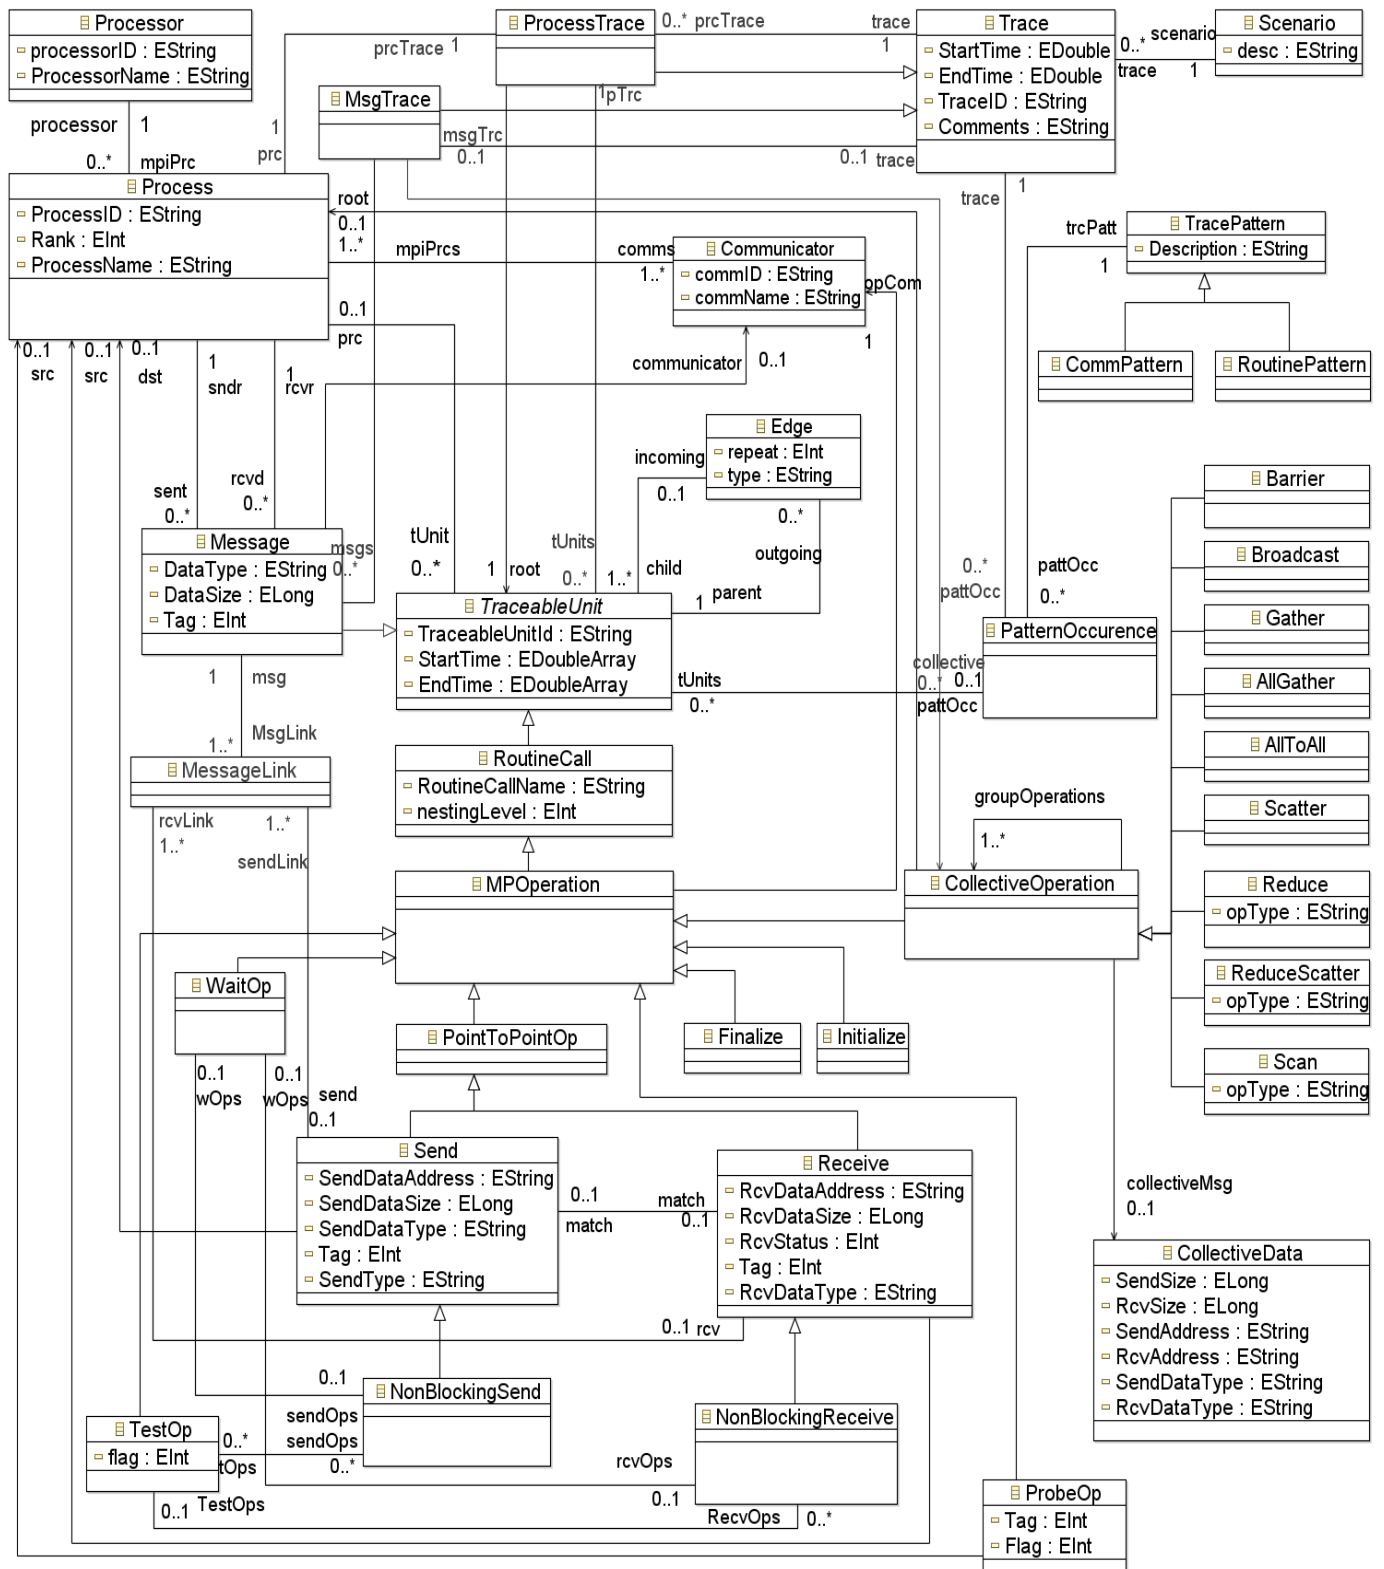 Processor
processorID : EString
ProcessorName : EString
ProcessTrace
Trace
StartTime : EDouble
EndTime : EDouble
TraceID : EString
Comments : EString
Scenario
desc : EString
0..* prcTrace
trace
1
0..* scenario
trace 1
prcTrace 1
MsgTrace
1pTrc
msgTrc
0..1
0..1 trace
processor 1
0..* mpiPrc
1
prc
Process
ProcessID : EString
Rank : EInt
ProcessName : EString
root
0..1
1..*
mpiPrcs
comms
1..*
Communicator
commID : EString
commName : EString
opCom
1
trace
1
TracePattern
Description : EString
trcPatt
1
CommPattern
RoutinePattern
0..1
prc
communicator 0..1
0..1
src
0..1
src
0..1
dst
1
sndr
1
rcvr
Edge
repeat : EInt
type : EString
incoming
0..1
0..*
outgoing
sent
0..*
rcvd
0..*
Message
DataType : EString
DataSize : ELong
Tag : EInt
msgs
0..*
tUnit
0..*
1 root
tUnits
0..*
1..* child
1 parent
TraceableUnit
TraceableUnitId : EString
StartTime : EDoubleArray
EndTime : EDoubleArray
0..*
pattOcc
pattOcc
0..*
PatternOccurence
tUnits
0..*
collective
0..*
0..1
pattOcc
Barrier
Broadcast
Gather
AllGather
AllToAll
Scatter
Reduce
opType : EString
ReduceScatter
opType : EString
Scan
opType : EString
1 msg
MsgLink
1..*
MessageLink
rcvLink
1..*
1..*
sendLink
RoutineCall
RoutineCallName : EString
nestingLevel : EInt
groupOperations
1..*
MPOperation
CollectiveOperation
WaitOp
PointToPointOp
Finalize
Initialize
0..1
wOps
0..1
wOps
send
0..1
Send
SendDataAddress : EString
SendDataSize : ELong
SendDataType : EString
Tag : EInt
SendType : EString
0..1
match
match
0..1
Receive
RcvDataAddress : EString
RcvDataSize : ELong
RcvStatus : EInt
Tag : EInt
RcvDataType : EString
collectiveMsg
0..1
CollectiveData
SendSize : ELong
RcvSize : ELong
SendAddress : EString
RcvAddress : EString
SendDataType : EString
RcvDataType : EString
0..1 rcv
0..1
sendOps
sendOps
0..*
NonBlockingSend
NonBlockingReceive
TestOp
flag : EInt
0..*
tOps
rcvOps
0..1
0..1 TestOps
RecvOps 0..*
ProbeOp
Tag : EInt
Flag : EInt